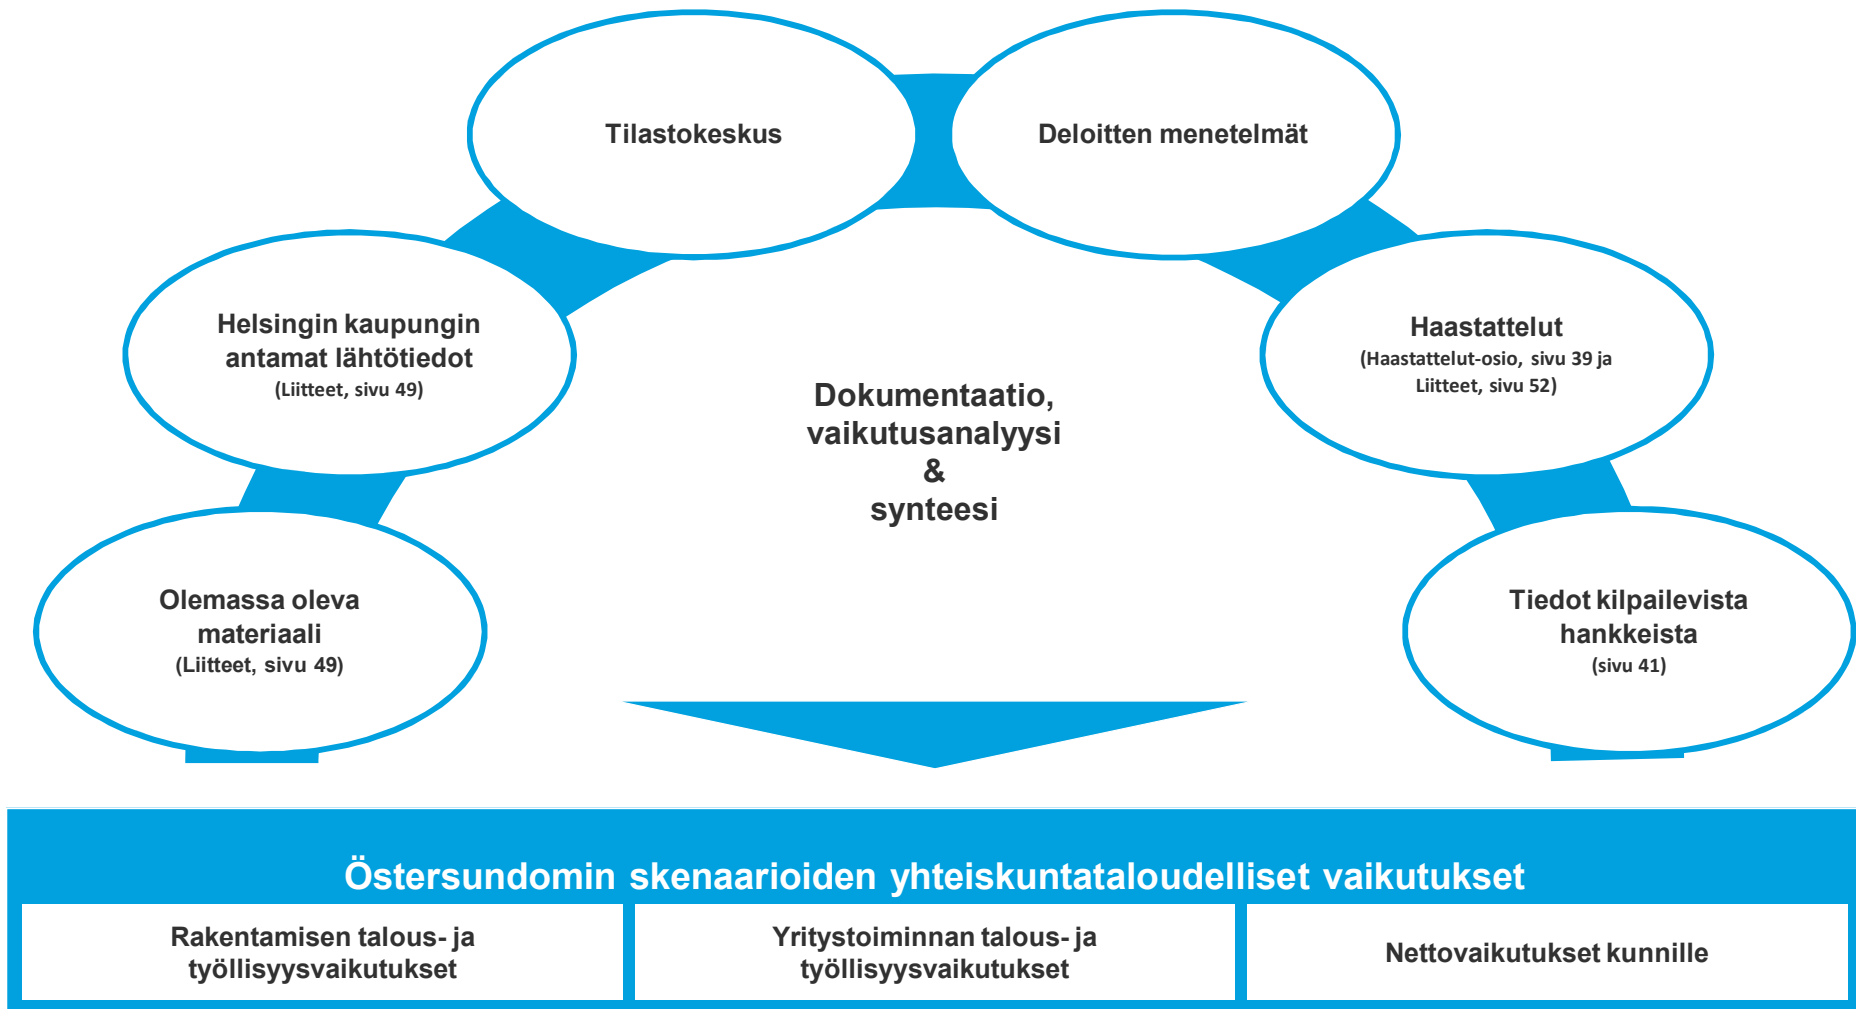 Tilastokeskus
Deloitten menetelmät
Helsingin kaupungin
antamat lähtötiedot
(Liitteet, sivu 49)
Haastattelut
(Haastattelut-osio, sivu 39 ja
Liitteet, sivu 52)
Dokumentaatio,
vaikutusanalyysi
&
synteesi
Olemassa oleva
materiaali
(Liitteet, sivu 49)
Tiedot kilpailevista
hankkeista
(sivu 41)
Östersundomin skenaarioiden yhteiskuntataloudelliset vaikutukset
Rakentamisen talous- ja
työllisyysvaikutukset
Yritystoiminnan talous- ja
työllisyysvaikutukset
Nettovaikutukset kunnille